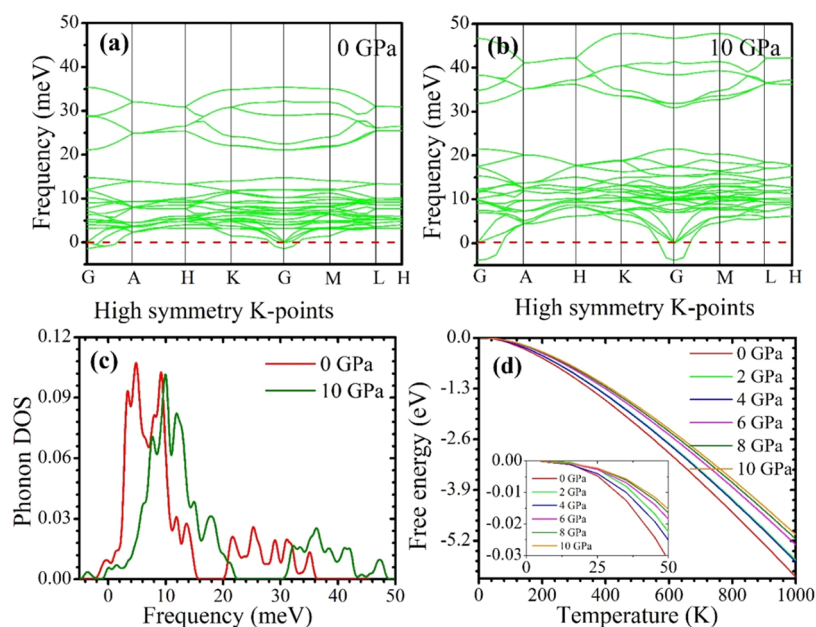 (a) 0 GPa
50
40
30
20
10
0
Frequency (meV)
G A H K G M L H
High symmetry K-points
(b) 10 GPa
50
40
30
20
10
0
Frequency (meV)
G A H K G M L H
High symmetry K-points
(c)
0 GPa
10 GPa
0.12
0.09
0.06
0.03
0.00
Phonon DOS
0 10 20 30 40 50
Frequency (meV)
(d)
0 GPa
2 GPa
4 GPa
6 GPa
8 GPa
10 GPa
0.0
-1.3
-2.6
-3.9
-5.2
Free energy (eV)
0.00
-0.01
-0.02
-0.03
0 GPa
2 GPa
4 GPa
6 GPa
8 GPa
10 GPa
0 25 50
0 200 400 600 800 1000
Temperature (K)